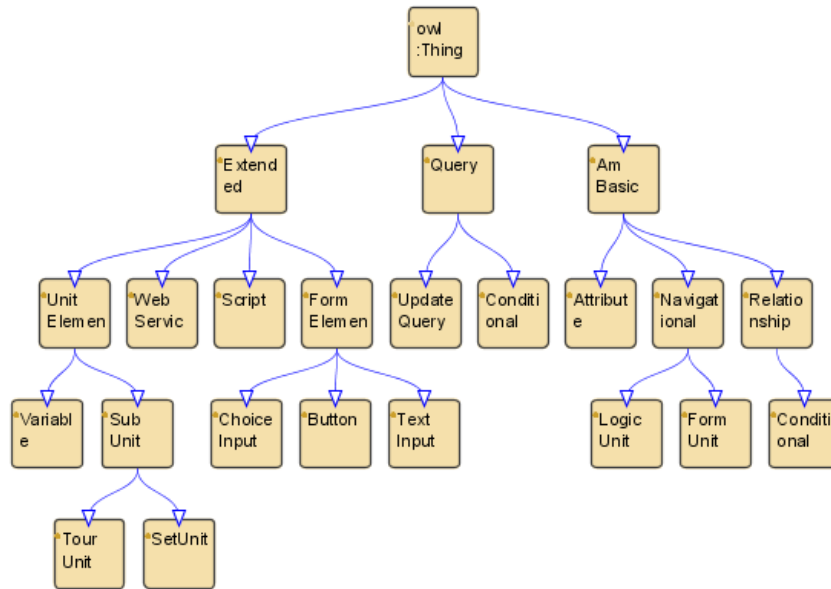 owl
:Thing
Extend
ed
Query
Am
Basic
Unit
Elemen
Web
Servic
Script
Form
Elemen
Update
Query
Conditi
onal
Attribut
e
Navigat
ional
Relatio
nship
Variabl
e
Sub
Unit
Choice
Input
Button
Text
Input
Logic
Unit
Form
Unit
Conditi
onal
Tour
Unit
SetUnit